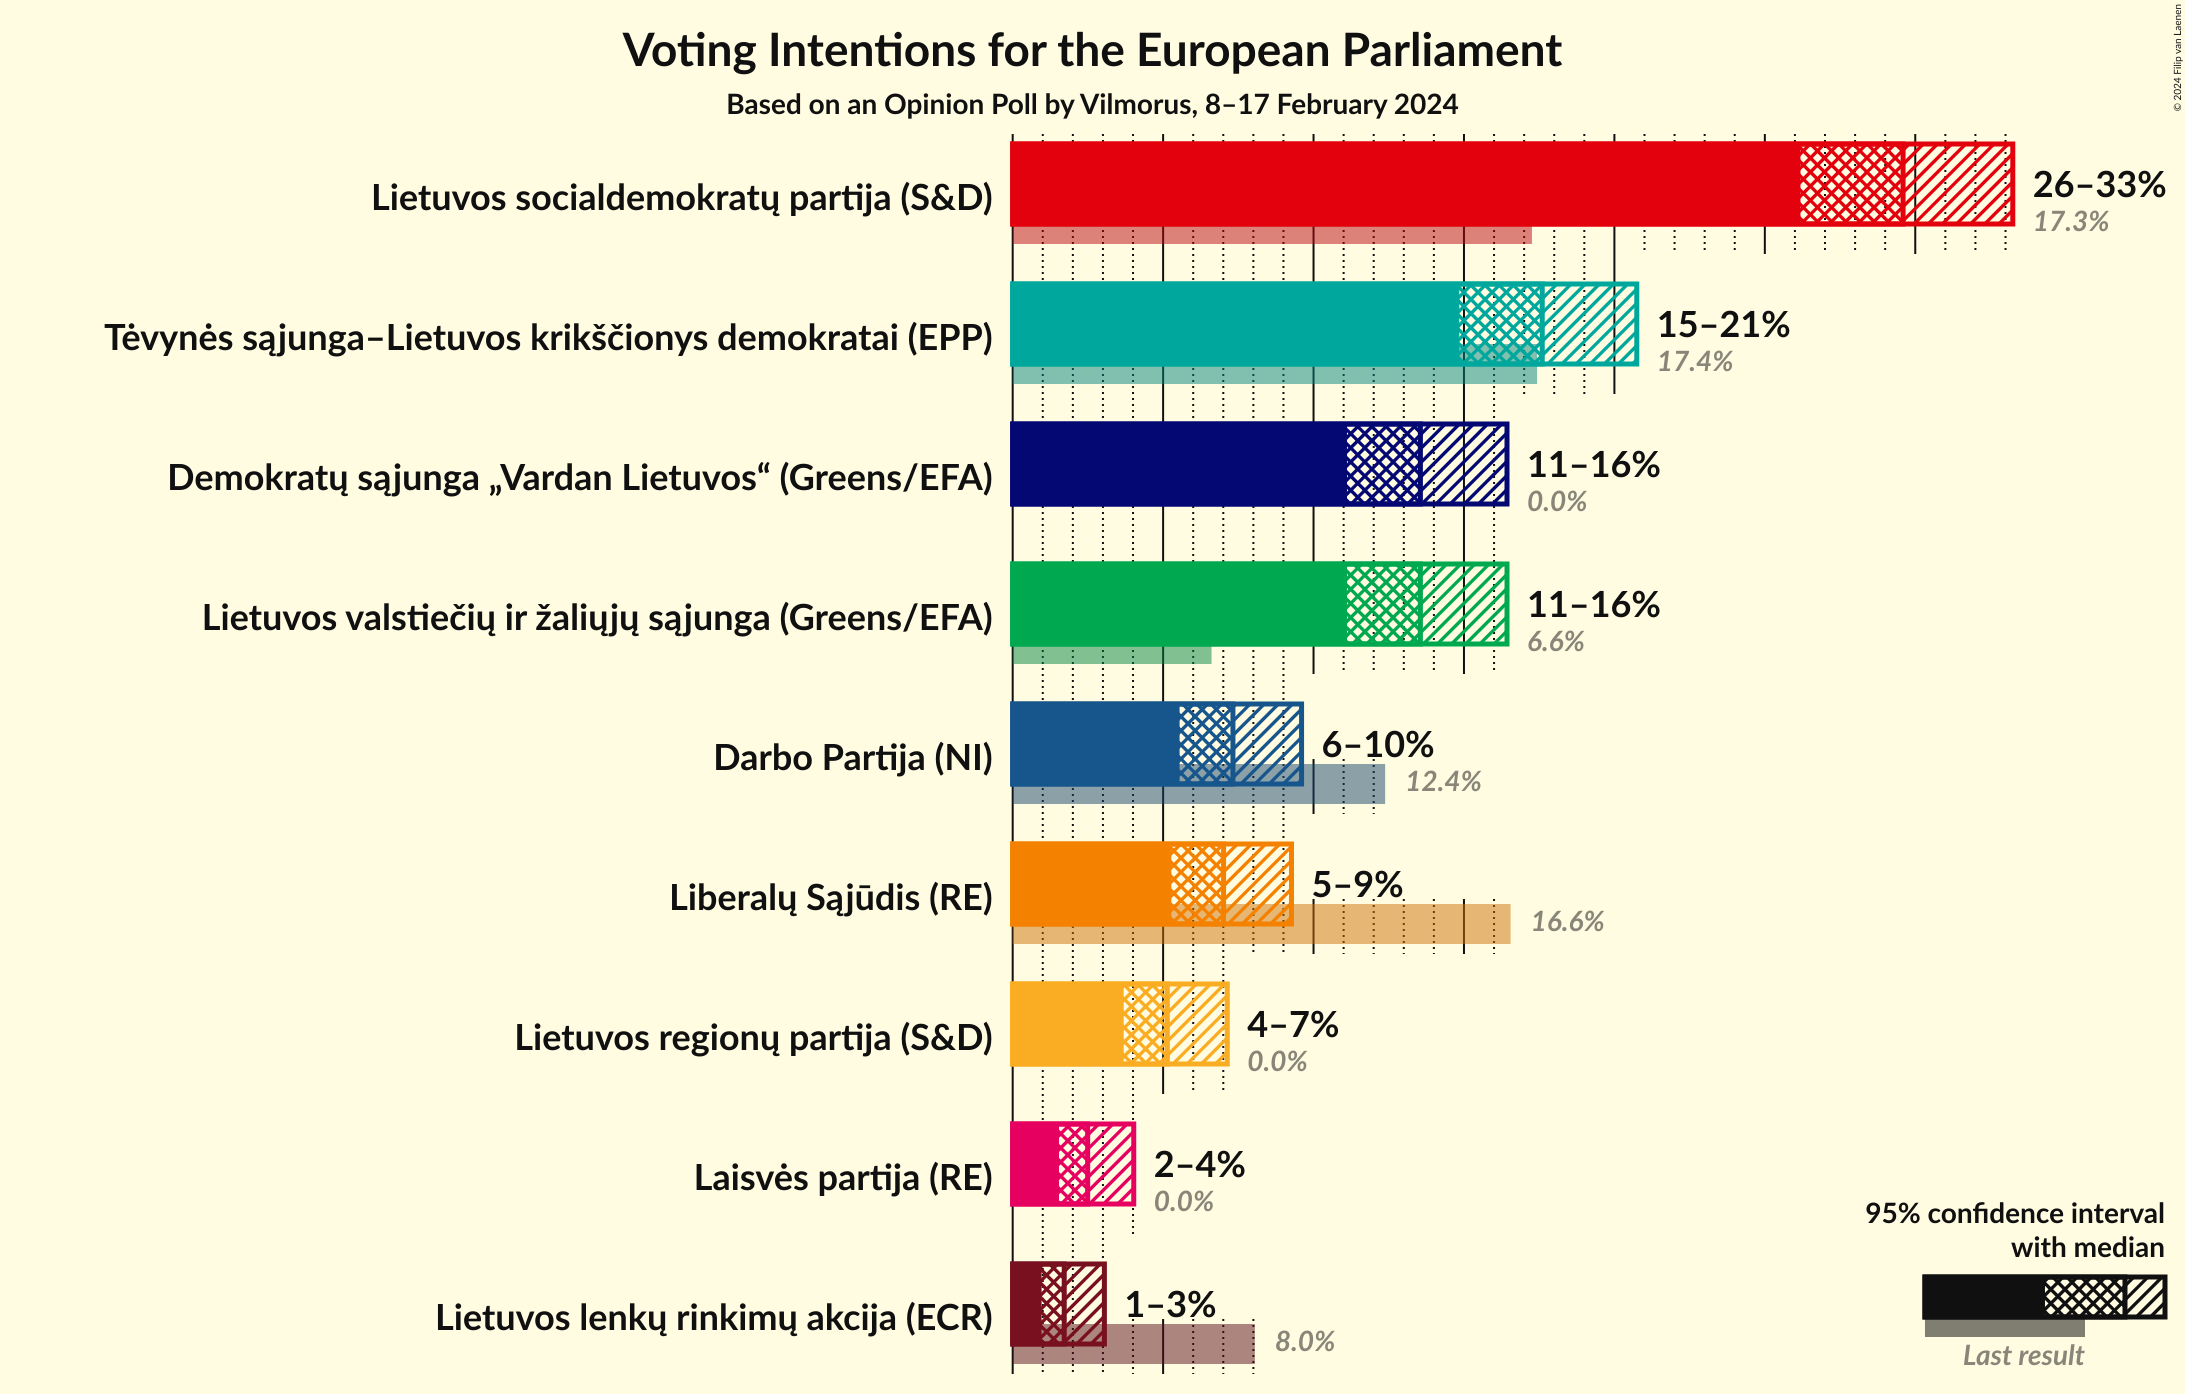 Voting Intentions for the European Parliament
Based on an Opinion Poll by Vilmorus, 8–17 February 2024
© 2024 Filip van Laenen
Lietuvos socialdemokratų partija (S&D)
26–33%
17.3%
Tėvynės sąjunga–Lietuvos krikščionys demokratai (EPP)
15–21%
17.4%
Demokratų sąjunga „Vardan Lietuvos“ (Greens/EFA)
11–16%
0.0%
Lietuvos valstiečių ir žaliųjų sąjunga (Greens/EFA)
11–16%
6.6%
Darbo Partija (NI)
6–10%
12.4%
Liberalų Sąjūdis (RE)
5–9%
16.6%
Lietuvos regionų partija (S&D)
4–7%
0.0%
Laisvės partija (RE)
2–4%
0.0%
Lietuvos lenkų rinkimų akcija (ECR)
1–3%
8.0%
95% confidence interval
with median
Last result